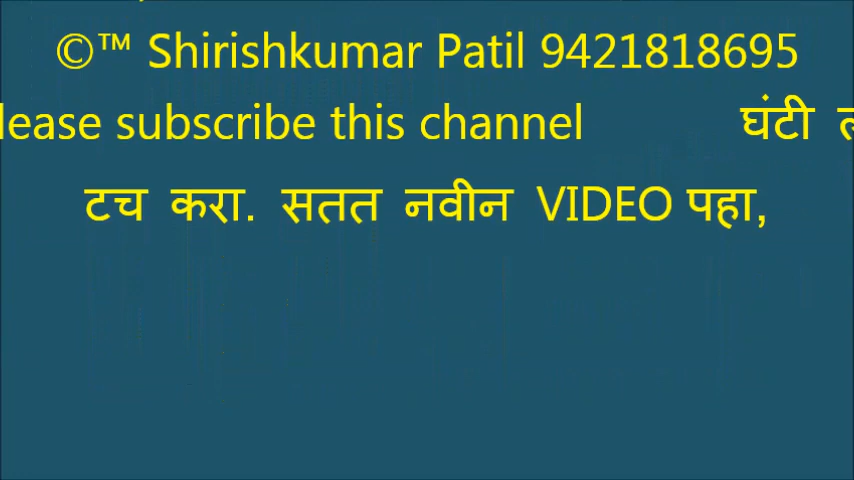 ©™ Shirishkumar Patil 9421818695
lease subscribe this channel घंटी
टच करा. सतत नवीन VIDEO पहा,